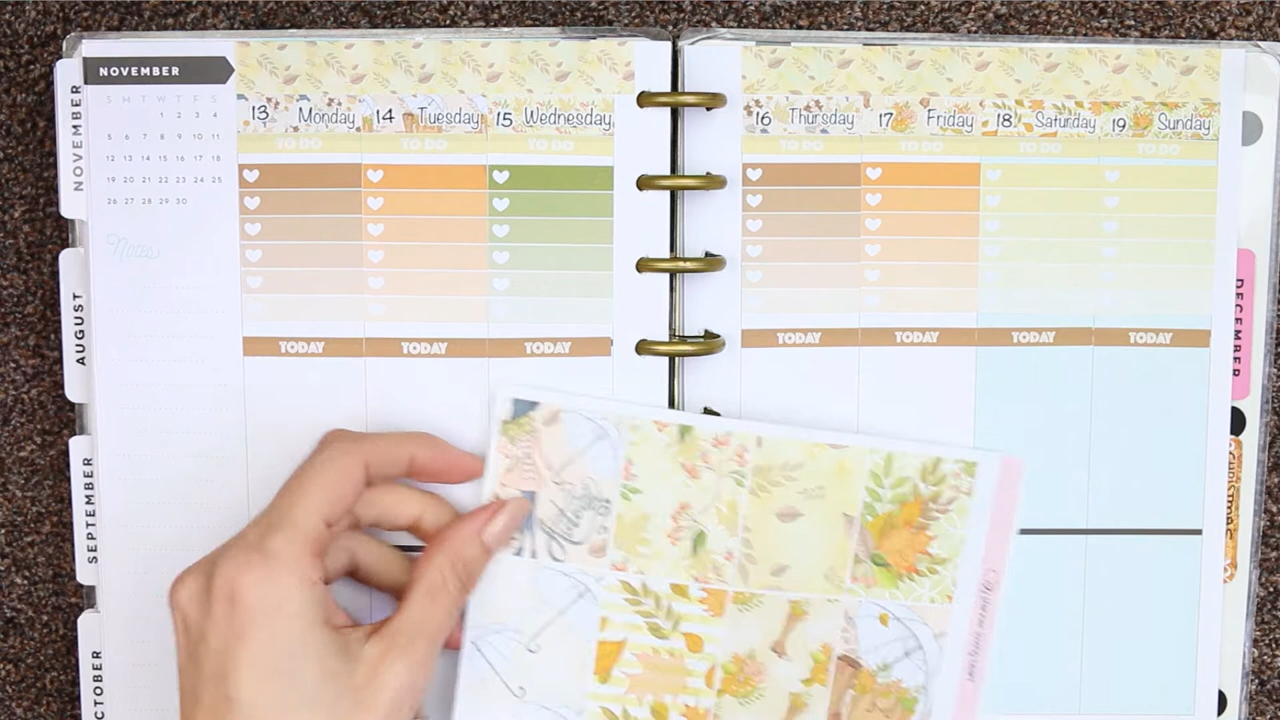 NOVEMBER
S M T W T F S
1 2 3 4
5 6 7 8 9 10 11
12 13 14 15 16 17 18
19 20 21 22 23 24 25
26 27 28 29 30
Notes
13 Monday 14 Tuesday 15 Wednesday
TO DO TO DO TO DO
TODAY TODAY TODAY
16 Thursday 17 Friday 18 Saturday 19 Sunday
TO DO TO DO TO DO TO DO
TODAY TODAY TODAY TODAY
NOVEMBER
AUGUST
SEPTEMBER
OCTOBER
DECEMBER
CHRISTMAS